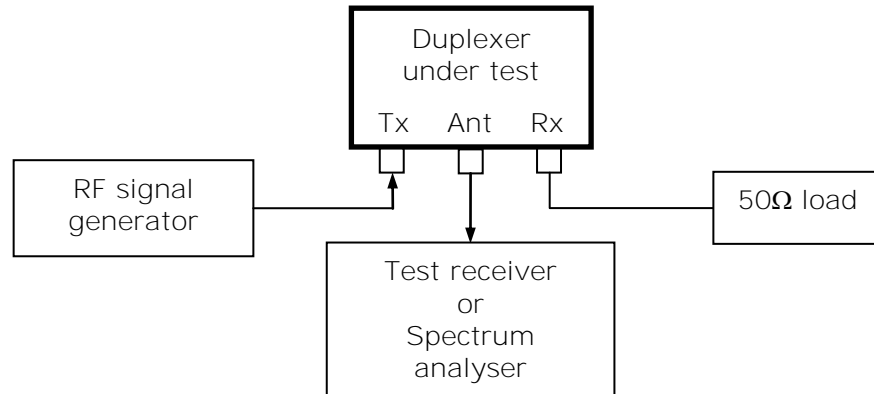 Duplexer
under test
Tx Ant Rx
RF signal
generator
50Ω load
Test receiver
or
Spectrum
analyser